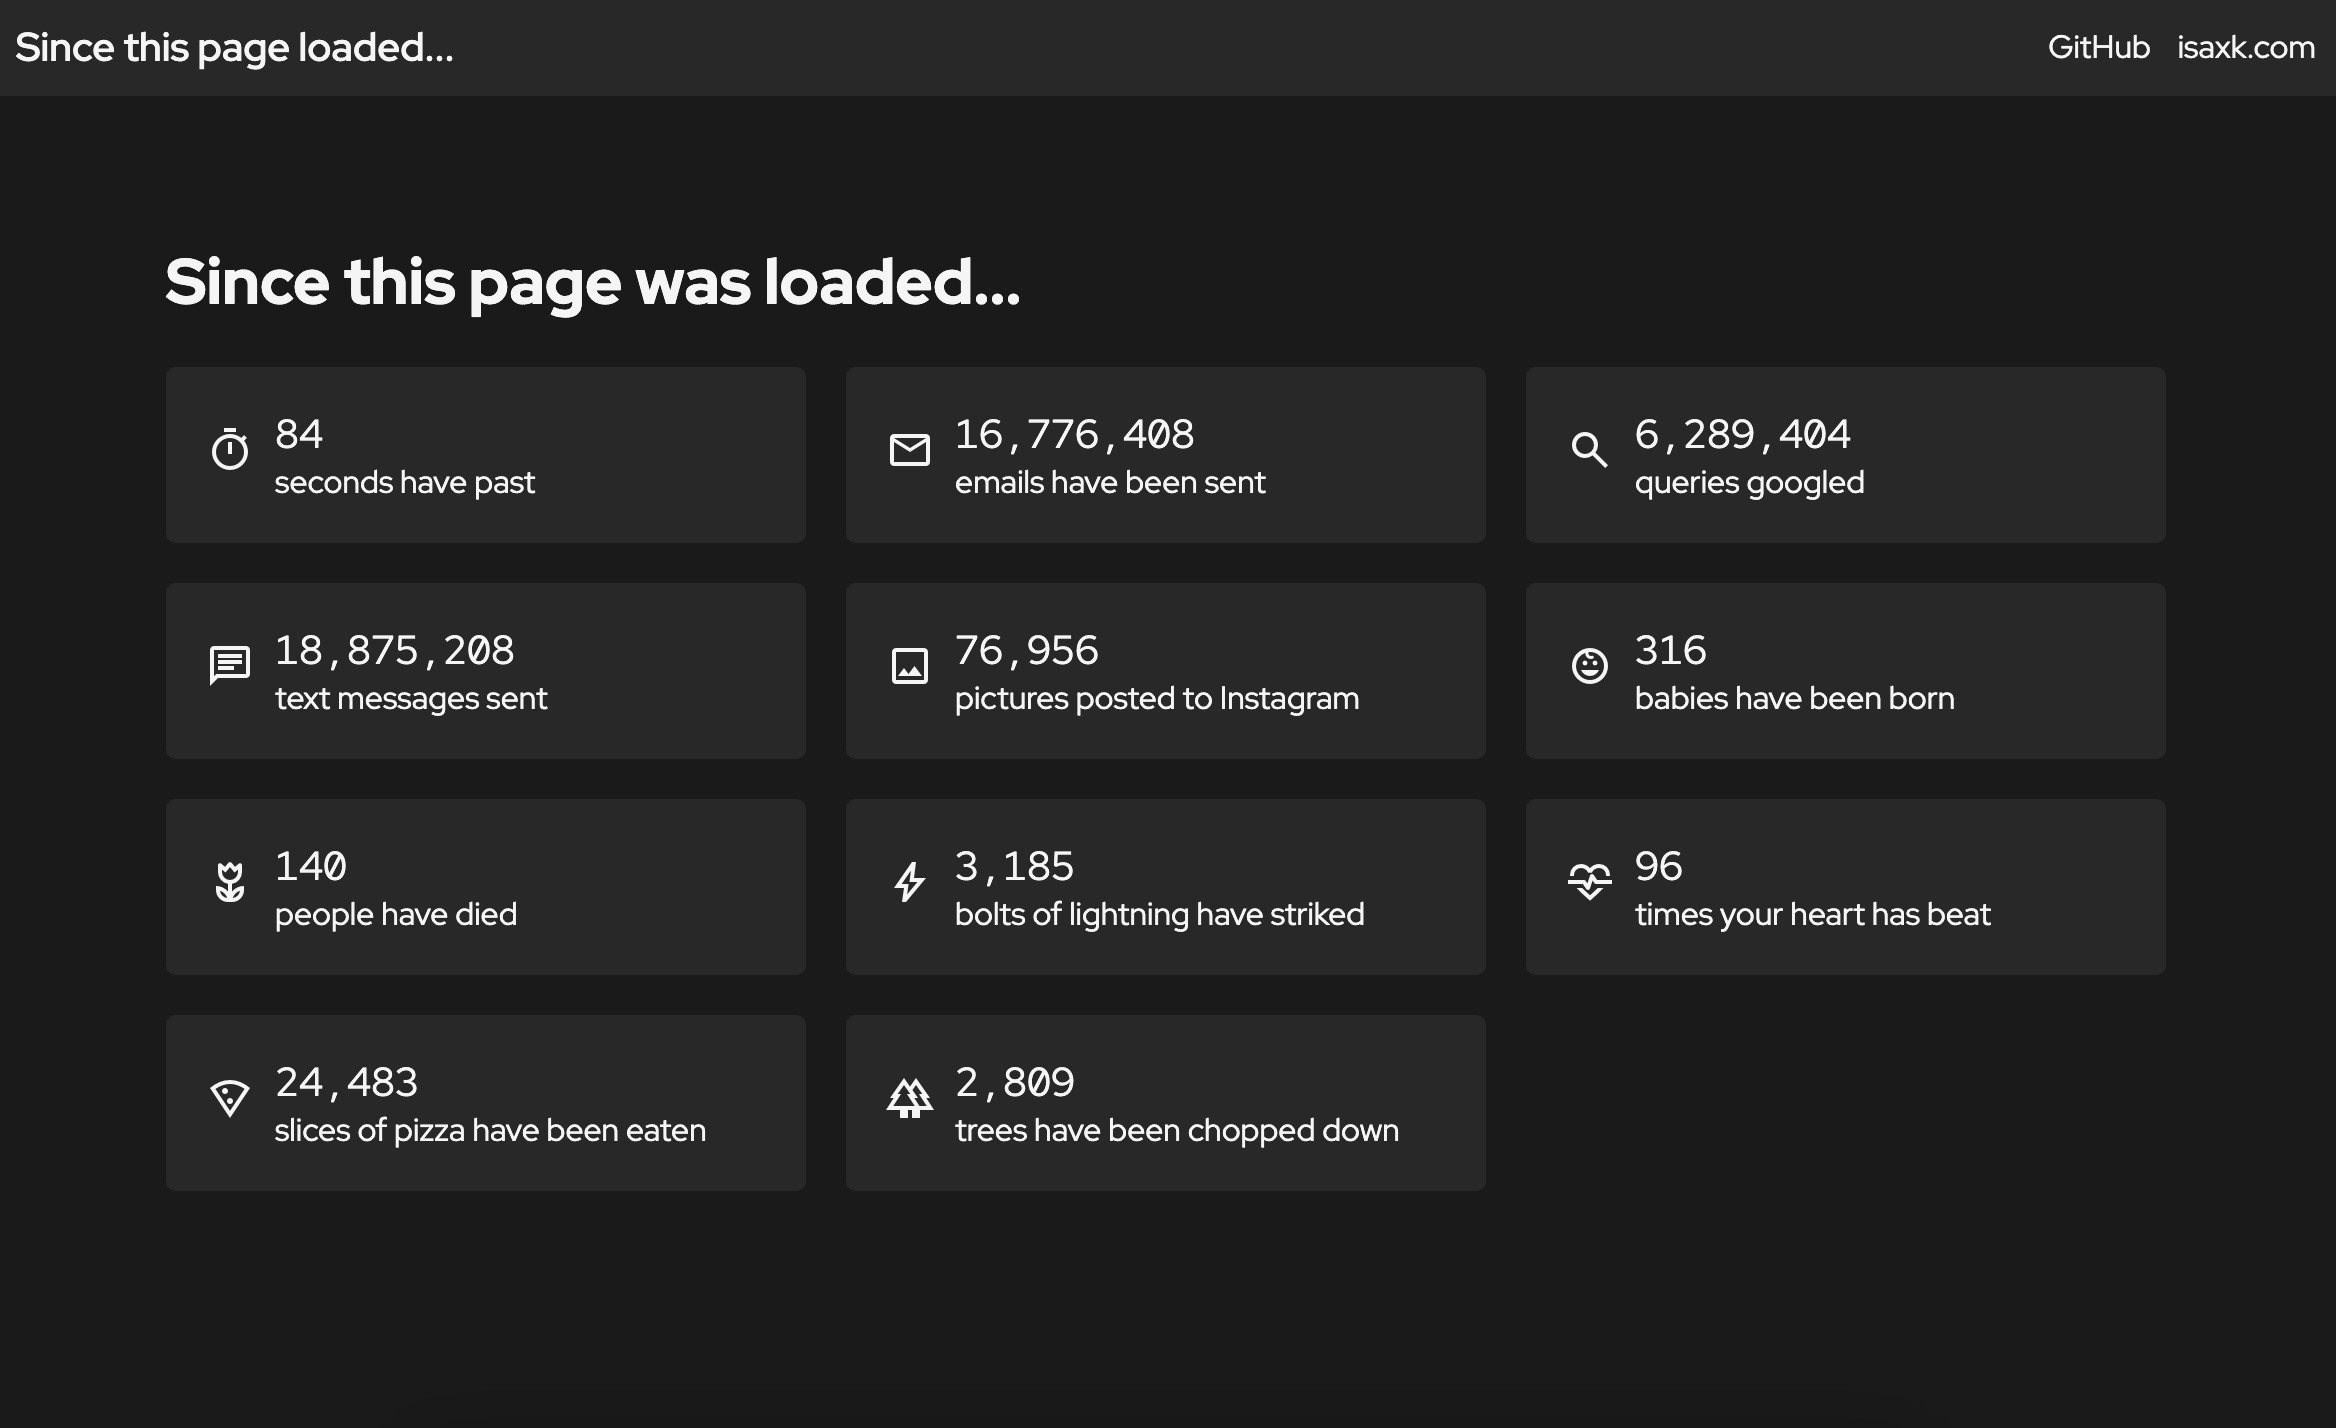 Since this page loaded...
GitHub isaxk.com
Since this page was loaded...
84
seconds have past
16,776,408
emails have been sent
6,289,404
queries googled
18,875,208
text messages sent
76,956
pictures posted to Instagram
316
babies have been born
140
people have died
3,185
bolts of lightning have striked
96
times your heart has beat
24,483
slices of pizza have been eaten
2,809
trees have been chopped down